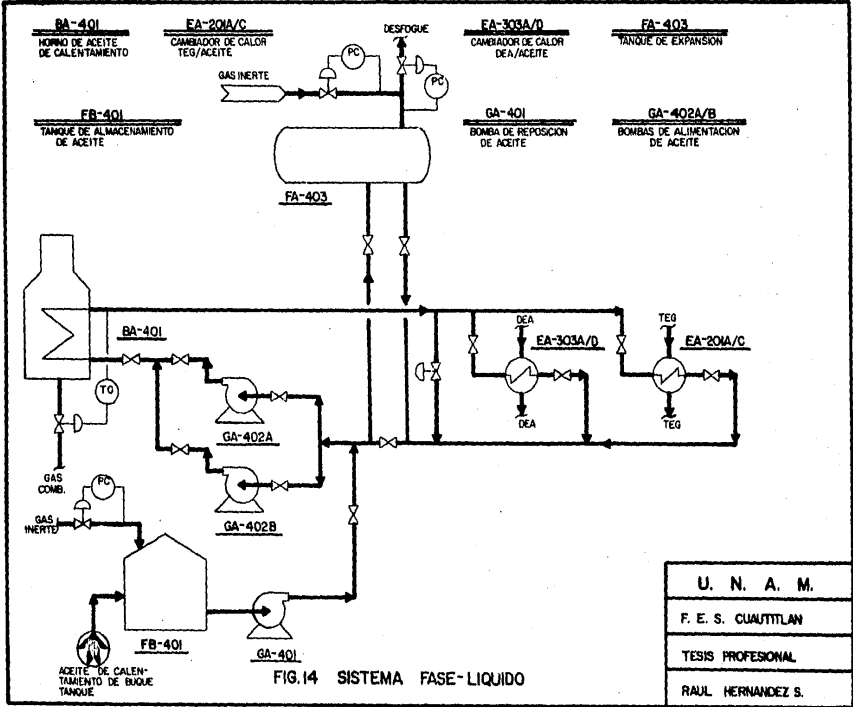 BA-401
HORNO DE ACEITE
DE CALENTAMIENTO
EA-201A/C
CAMBIADOR DE CALOR
TEG/ACEITE
DESFOGUE
EA-303A/D
CAMBIADOR DE CALOR
DEA/ACEITE
FA-403
TANQUE DE EXPANSION
PC
PC
GAS INERTE
FB-401
TANQUE DE ALMACENAMIENTO
DE ACEITE
GA-401
BOMBA DE REPOSICION
DE ACEITE
GA-402A/B
BOMBAS DE ALIMENTACION
DE ACEITE
FA-403
BA-401
DEA
EA-303A/D
TEG
EA-201A/C
TC
DEA
TEG
GA-402A
GAS
COMB.
PC
GAS
INERTE
GA-402B
FB-401
GA-401
ACEITE DE CALEN-
TAMIENTO DE BUQUE
TANQUE
FIG.14 SISTEMA FASE-LIQUIDO
U. N. A. M.
F. E. S. CUAUTITLAN
TESIS PROFESIONAL
RAUL HERNANDEZ S.